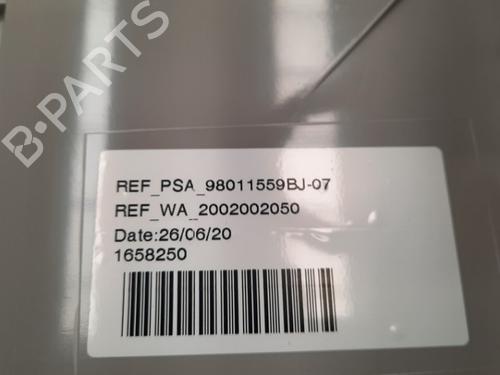 B-PARTS
REF_PSA_98011559BJ-07
REF_WA_2002002050
Date:26/06/20
1658250